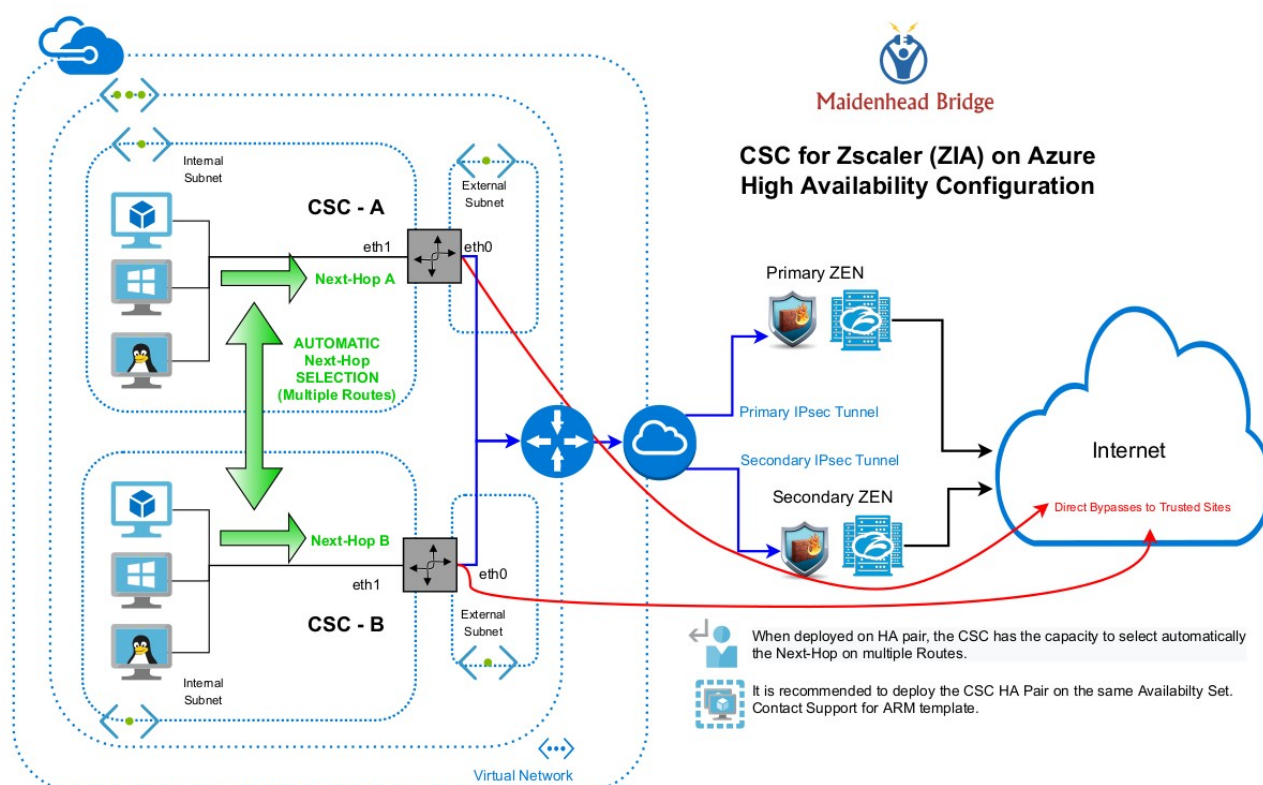 Maidenhead Bridge
CSC for Zscaler (ZIA) on Azure
High Availability Configuration
Internal
Subnet
CSC - A
External
Subnet
eth1
eth0
Next-Hop A
AUTOMATIC
Next-Hop
SELECTION
(Multiple Routes)
Primary ZEN
Primary IPsec Tunnel
Secondary IPsec Tunnel
Secondary ZEN
Internet
Direct Bypasses to Trusted Sites
Next-Hop B
eth1
eth0
CSC - B
External
Subnet
Internal
Subnet
When deployed on HA pair, the CSC has the capacity to select automatically
the Next-Hop on multiple Routes.
It is recommended to deploy the CSC HA Pair on the same Availabilty Set.
Contact Support for ARM template.
Virtual Network